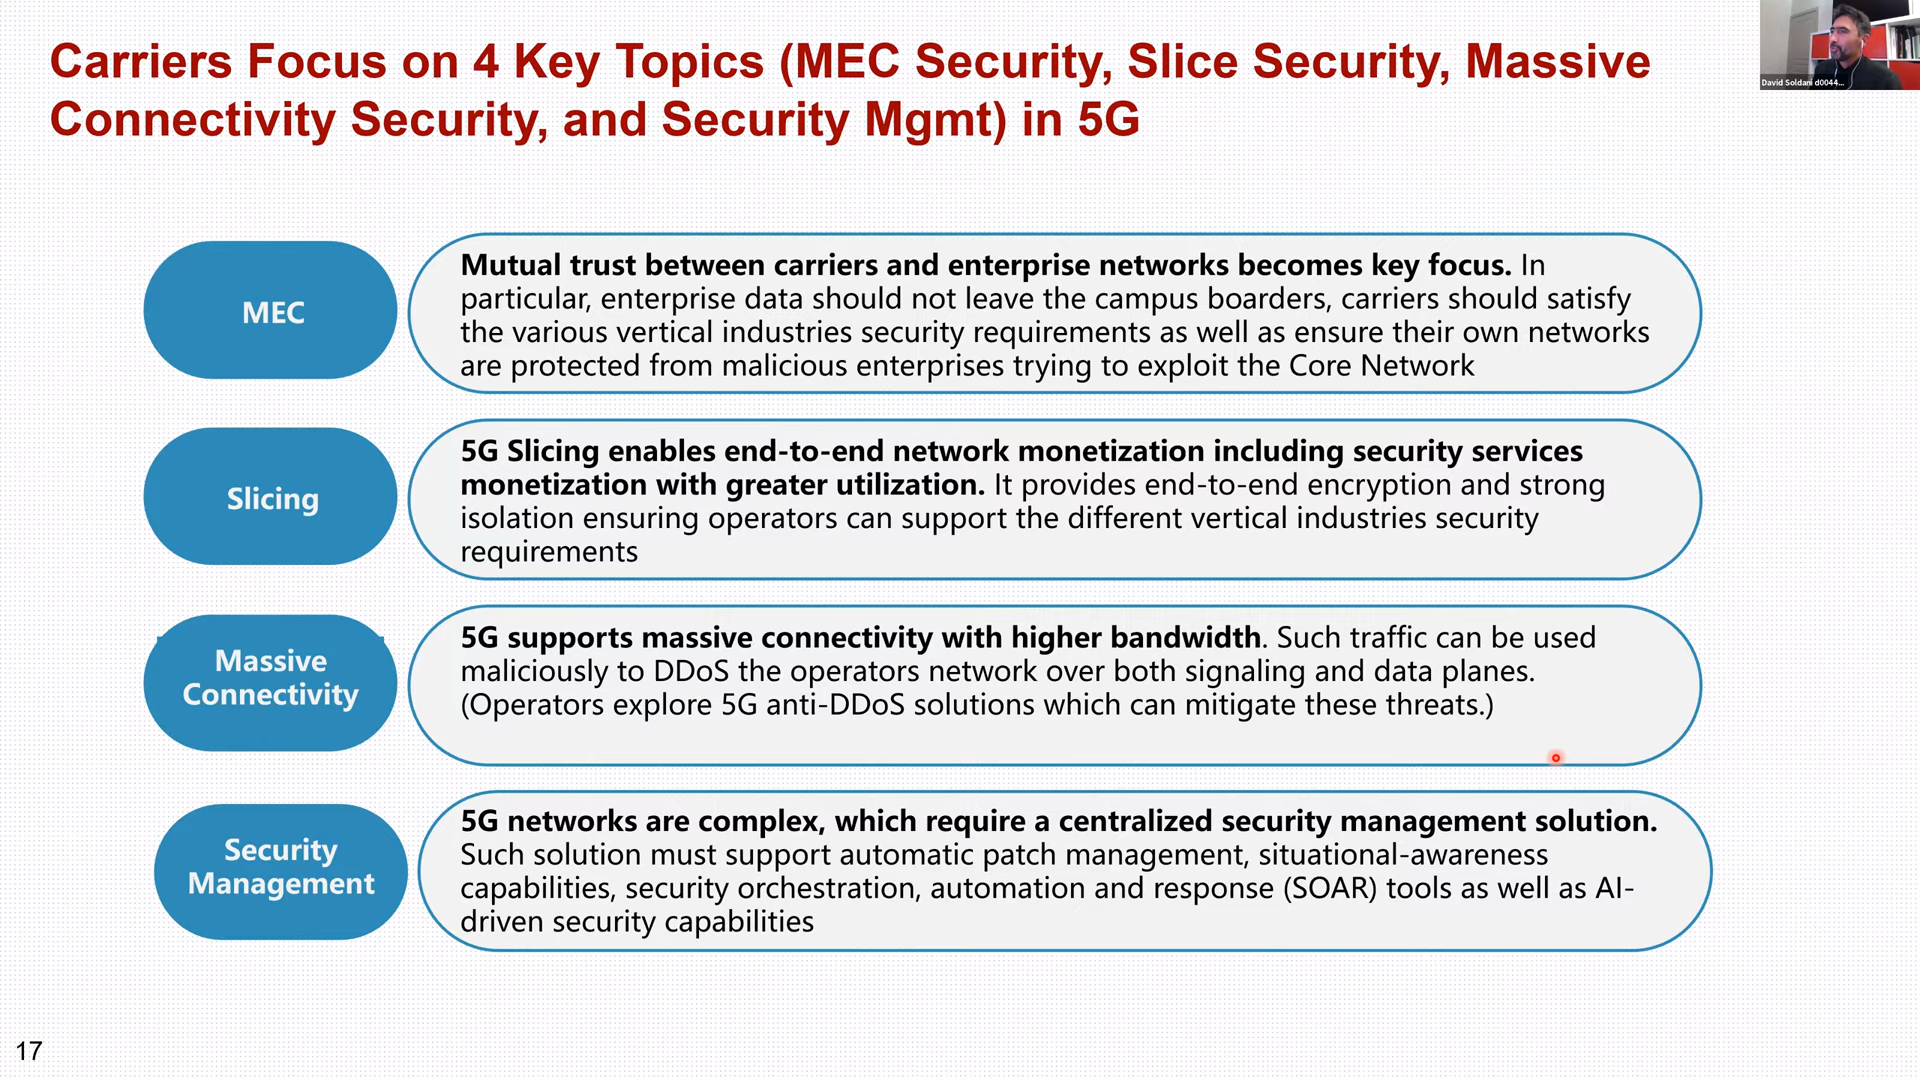 Carriers Focus on 4 Key Topics (MEC Security, Slice Security, Massive
Connectivity Security, and Security Mgmt) in 5G
David Soldani d0044...
MEC
Mutual trust between carriers and enterprise networks becomes key focus. In
particular, enterprise data should not leave the campus boarders, carriers should satisfy
the various vertical industries security requirements as well as ensure their own networks
are protected from malicious enterprises trying to exploit the Core Network
Slicing
5G Slicing enables end-to-end network monetization including security services
monetization with greater utilization. It provides end-to-end encryption and strong
isolation ensuring operators can support the different vertical industries security
requirements
Massive
Connectivity
5G supports massive connectivity with higher bandwidth. Such traffic can be used
maliciously to DDoS the operators network over both signaling and data planes.
(Operators explore 5G anti-DDoS solutions which can mitigate these threats.)
Security
Management
5G networks are complex, which require a centralized security management solution.
Such solution must support automatic patch management, situational-awareness
capabilities, security orchestration, automation and response (SOAR) tools as well as AI-
driven security capabilities
17